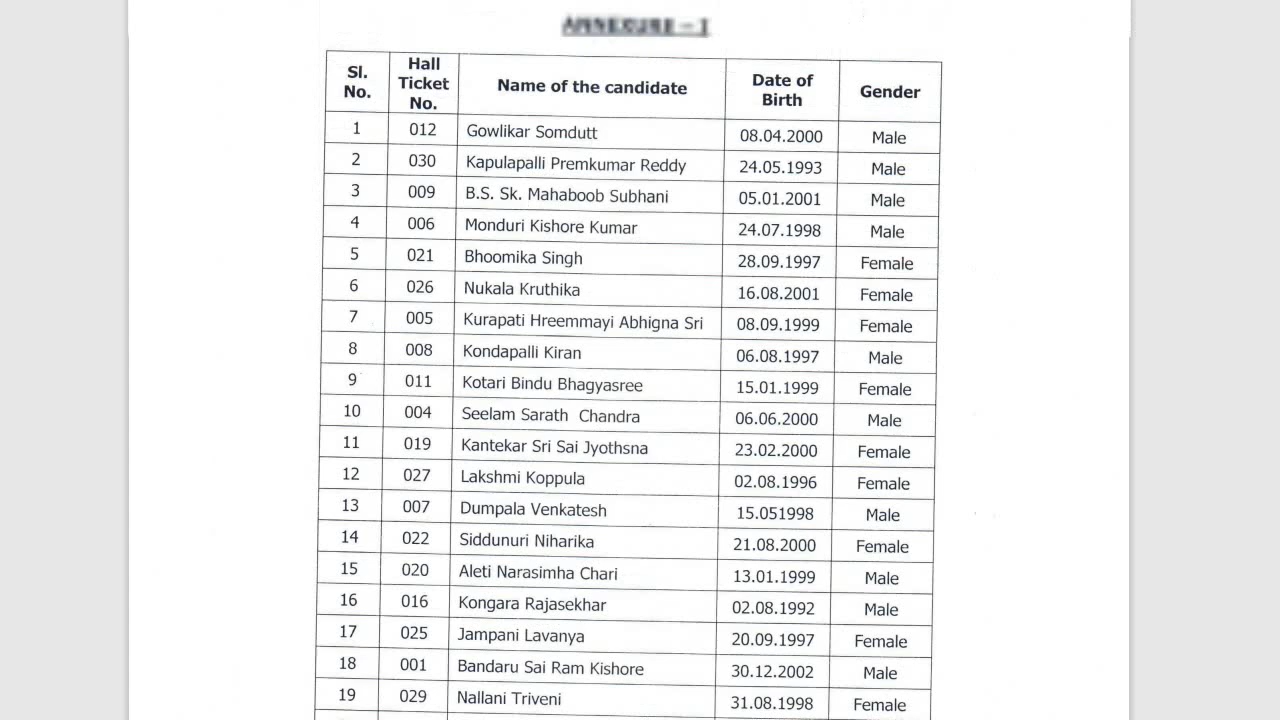 ANNEXURE – I
Sl. No. Hall Ticket No. Name of the candidate Date of Birth Gender
1 012 Gowlikar Somdutt 08.04.2000 Male
2 030 Kapulapalli Premkumar Reddy 24.05.1993 Male
3 009 B.S. Sk. Mahaboob Subhani 05.01.2001 Male
4 006 Monduri Kishore Kumar 24.07.1998 Male
5 021 Bhoomika Singh 28.09.1997 Female
6 026 Nukala Kruthika 16.08.2001 Female
7 005 Kurapati Hreemmayi Abhigna Sri 08.09.1999 Female
8 008 Kondapalli Kiran 06.08.1997 Male
9 011 Kotari Bindu Bhagyasree 15.01.1999 Female
10 004 Seelam Sarath Chandra 06.06.2000 Male
11 019 Kantekar Sri Sai Jyothsna 23.02.2000 Female
12 027 Lakshmi Koppula 02.08.1996 Female
13 007 Dumpala Venkatesh 15.051998 Male
14 022 Siddunuri Niharika 21.08.2000 Female
15 020 Aleti Narasimha Chari 13.01.1999 Male
16 016 Kongara Rajasekhar 02.08.1992 Male
17 025 Jampani Lavanya 20.09.1997 Female
18 001 Bandaru Sai Ram Kishore 30.12.2002 Male
19 029 Nallani Triveni 31.08.1998 Female